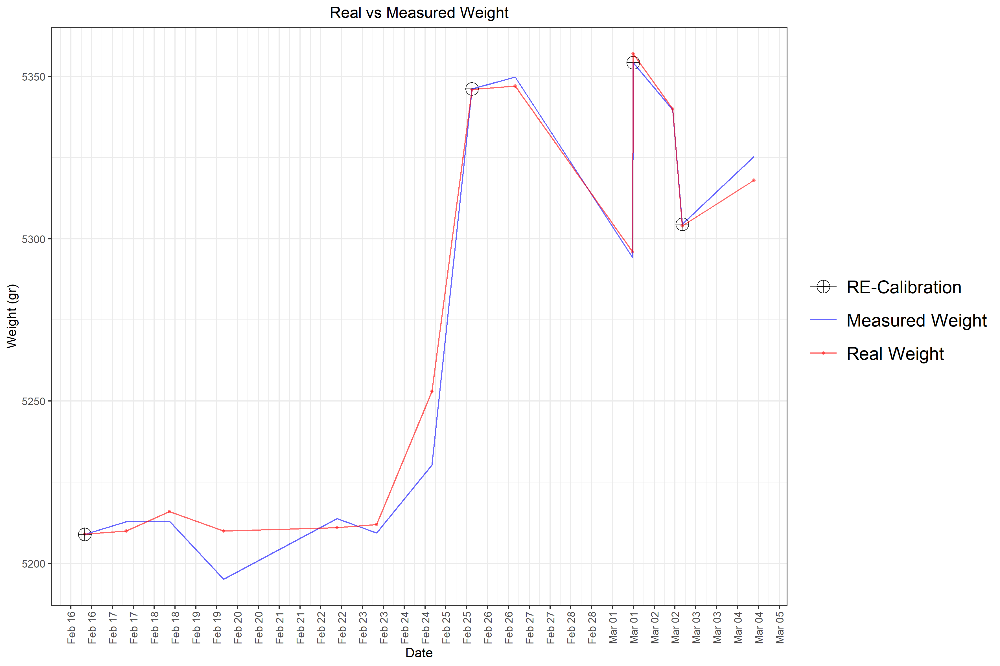 Real vs Measured Weight
5350
5300
5250
5200
Weight (gr)
Feb 16
Feb 16
Feb 17
Feb 17
Feb 18
Feb 18
Feb 19
Feb 19
Feb 20
Feb 20
Feb 21
Feb 21
Feb 22
Feb 22
Feb 23
Feb 23
Feb 24
Feb 24
Feb 25
Feb 25
Feb 26
Feb 26
Feb 27
Feb 27
Feb 28
Feb 28
Mar 01
Mar 01
Mar 02
Mar 02
Mar 03
Mar 03
Mar 04
Mar 04
Mar 05
Date
RE-Calibration
Measured Weight
Real Weight